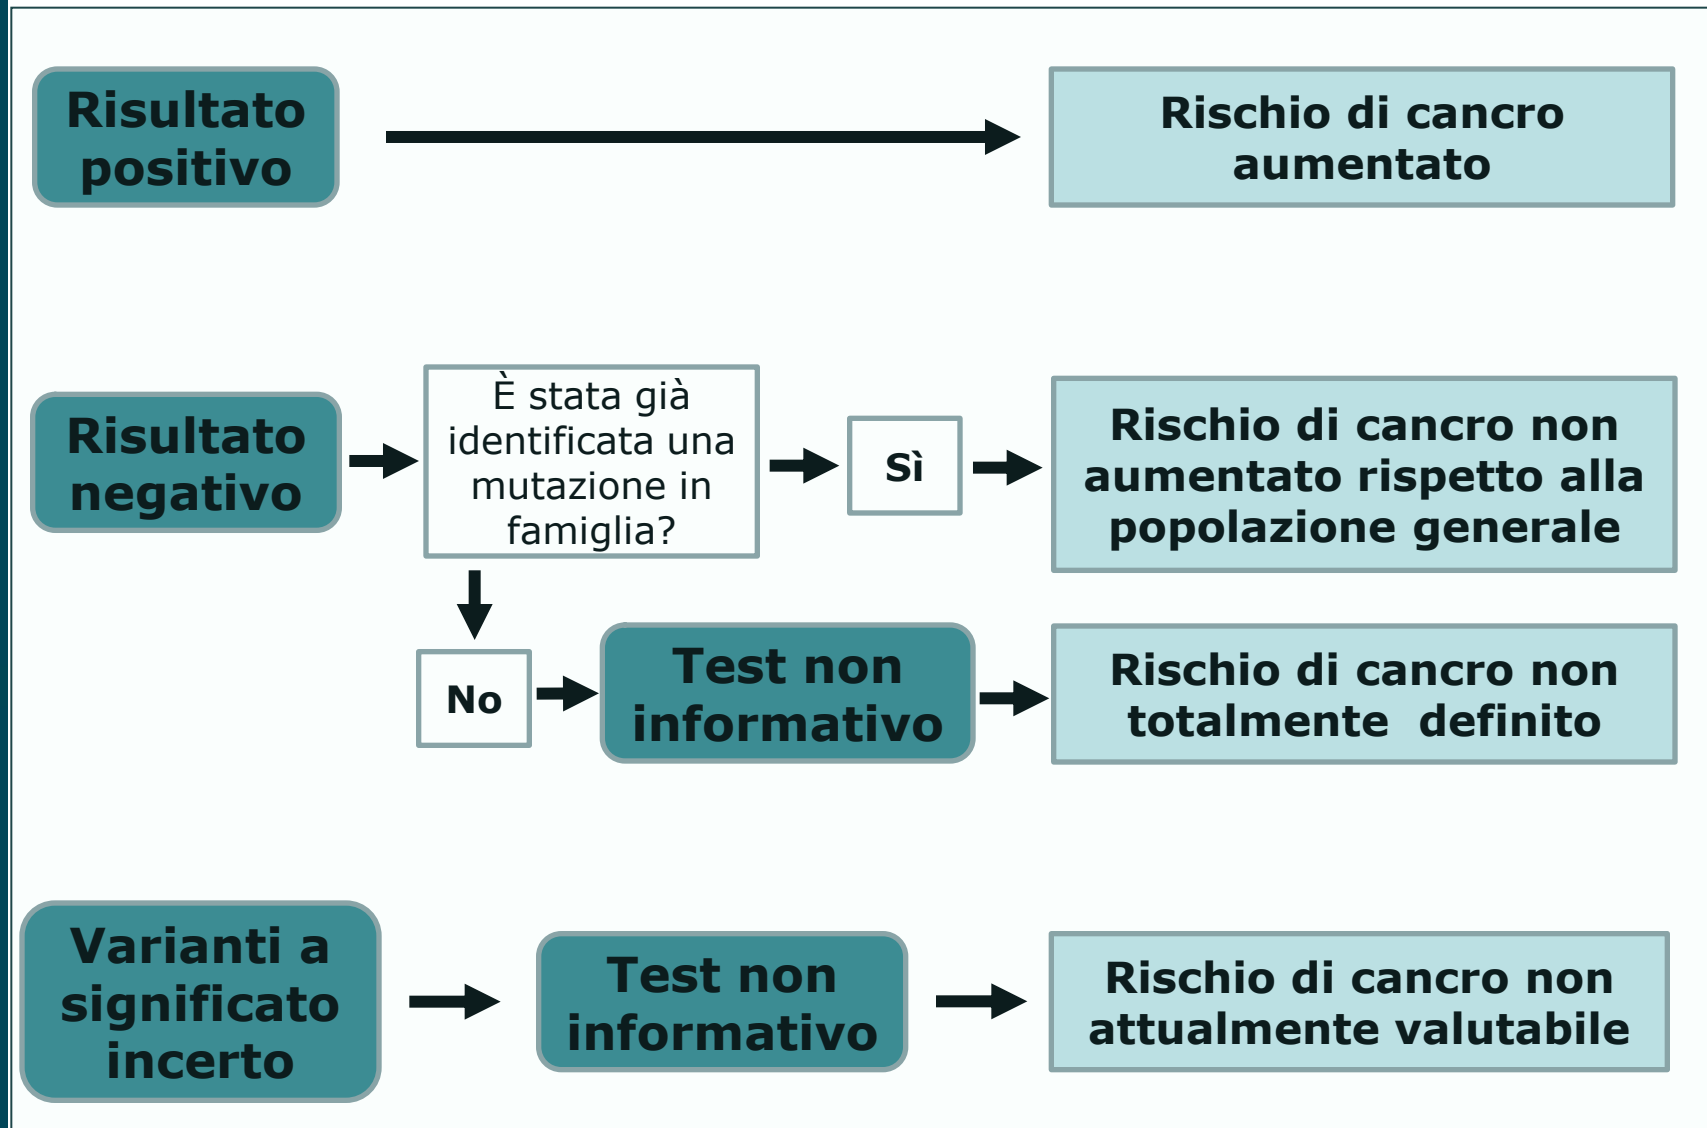 Risultato
positivo
Rischio di cancro
aumentato
Risultato
negativo
È stata già
identificata una
mutazione in
famiglia?
Sì
Rischio di cancro non
aumentato rispetto alla
popolazione generale
No
Test non
informativo
Rischio di cancro non
totalmente  definito
Varianti a
significato
incerto
Test non
informativo
Rischio di cancro non
attualmente valutabile